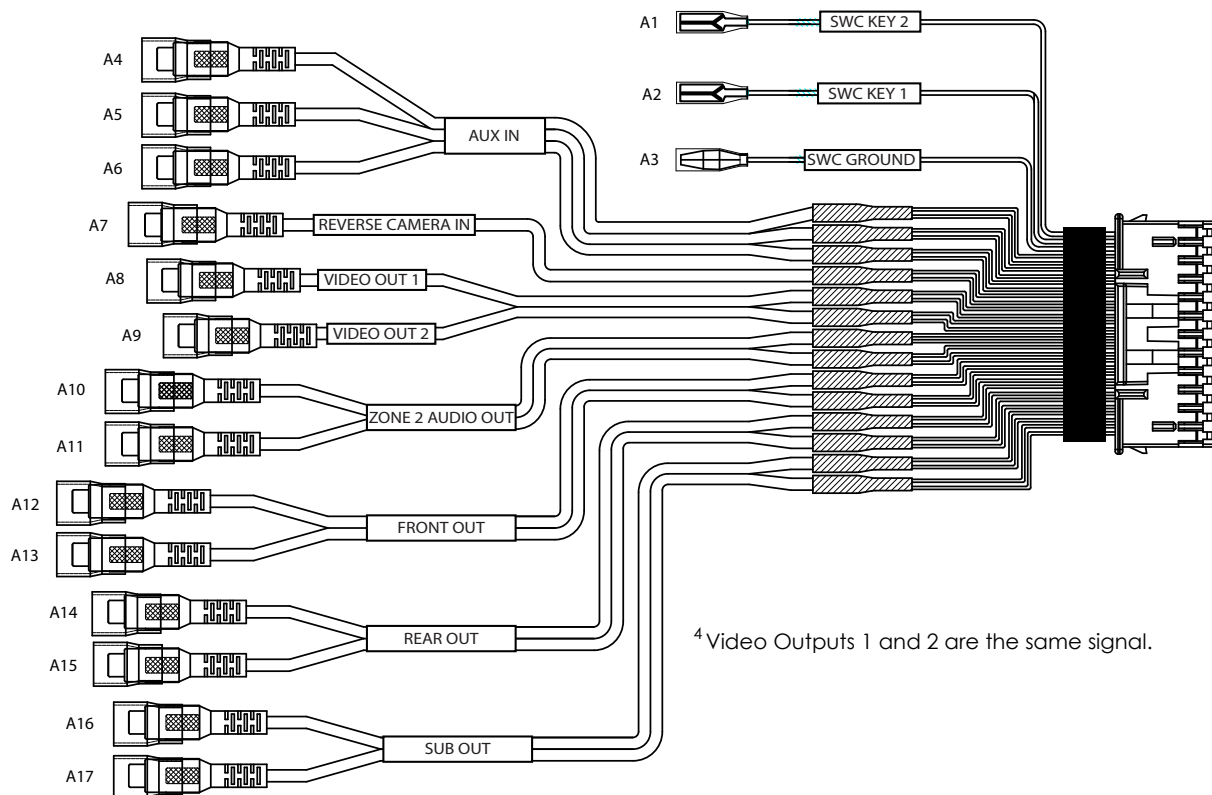 A1 SWC KEY 2
A2 SWC KEY 1
A3 SWC GROUND
A4
A5
A6
AUX IN
A7 REVERSE CAMERA IN
A8 VIDEO OUT 1
A9 VIDEO OUT 2
A10
A11
ZONE 2 AUDIO OUT
A12
A13
FRONT OUT
A14
A15
REAR OUT
A16
A17
SUB OUT
4 Video Outputs 1 and 2 are the same signal.